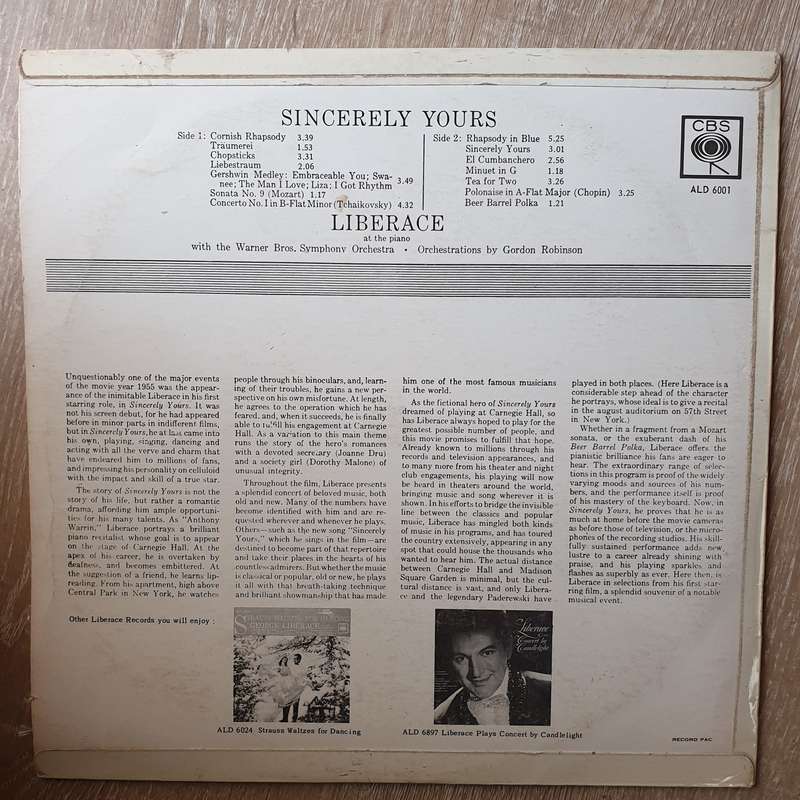 SINCERELY YOURS
Side 1: Cornish Rhapsody 3.39
Traumerei 1.53
Chopsticks 3.31
Liebestraum 2.06
Gershwin Medley: Embraceable You; Swa-
nee; The Man I Love; Liza; I Got Rhythm 3.49
Sonata No. 9 (Mozart) 1.17
Concerto No. 1 in B-Flat Minor (Tchaikovsky) 4.32
Side 2: Rhapsody in Blue 5.25
Sincerely Yours 3.01
El Cumbanchero 2.56
Minuet in G 1.18
Tea for Two 3.26
Polonaise in A-Flat Major (Chopin) 3.25
Beer Barrel Polka 1.21
CBS
ALD 6001
LIBERACE
at the piano
with the Warner Bros. Symphony Orchestra • Orchestrations by Gordon Robinson
Unquestionably one of the major events
of the movie year 1955 was the appear-
ance of the inimitable Liberace in his first
starring role, in Sincerely Yours. It was
not his screen debut, for he had appeared
before in minor parts in indifferent films,
but in Sincerely Yours, he at last came into
his own, playing, singing, dancing and
acting with all the verve and charm that
have endeared him to millions of fans,
and impressing his personality on celluloid
with the impact and skill of a true star.
The story of Sincerely Yours is not the
story of his life, but rather a romantic
drama, affording him ample opportuni-
ties for his many talents. As "Anthony
Warrin," Liberace portrays a brilliant
piano recitalist whose goal is to appear
on the stage of Carnegie Hall. At the
apex of his career, he is overtaken by
deafness, and becomes embittered. At
the suggestion of a friend, he learns lip-
reading. From his apartment, high above
Central Park in New York, he watches
people through his binoculars, and, learn-
ing of their troubles, he gains a new per-
spective on his own misfortune. At length,
he agrees to the operation which he has
feared, and, when it succeeds, he is finally
able to fulfill his engagement at Carnegie
Hall. As a variation to this main theme
runs the story of the hero's romances
with a devoted secretary (Joanne Dru)
and a society girl (Dorothy Malone) of
unusual integrity.
Throughout the film, Liberace presents
a splendid concert of beloved music, both
old and new. Many of the numbers have
become identified with him and are re-
quested wherever and whenever he plays.
Others—such as the new song "Sincerely
Yours," which he sings in the film—are
destined to become part of that repertoire
and take their places in the hearts of his
countless admirers. But whether the music
is classical or popular, old or new, he plays
it all with that breath-taking technique
and brilliant showmanship that has made
him one of the most famous musicians
in the world.
As the fictional hero of Sincerely Yours
dreamed of playing at Carnegie Hall, so
has Liberace always hoped to play for the
greatest possible number of people, and
this movie promises to fulfill that hope.
Already known to millions through his
records and television appearances, and
to many more from his theater and night
club engagements, his playing will now
be heard in theaters around the world,
bringing music and song wherever it is
shown. In his efforts to bridge the invisible
line between the classics and popular
music, Liberace has mingled both kinds
of music in his programs, and has toured
the country extensively, appearing in any
spot that could house the thousands who
wanted to hear him. The actual distance
between Carnegie Hall and Madison
Square Garden is minimal, but the cul-
tural distance is vast, and only Libera-
ce and the legendary Paderewski have
played in both places. (Here Liberace is a
considerable step ahead of the character
he portrays, whose ideal is to give a recital
in the august auditorium on 57th Street
in New York.)
Whether in a fragment from a Mozart
sonata, or the exuberant dash of his
Beer Barrel Polka, Liberace offers the
pianistic brilliance his fans are eager to
hear. The extraordinary range of selec-
tions in this program is proof of the widely
varying moods and sources of his num-
bers, and the performance itself is proof
of his mastery of the keyboard. Now, in
Sincerely Yours, he proves that he is as
much at home before the movie cameras
as before those of television, or the micro-
phones of the recording studios. His skil-
fully sustained performance adds new
lustre to a career already shining with
praise, and his playing sparkles and
flashes as superbly as ever. Here then, is
Liberace in selections from his first star-
ring film, a splendid souvenir of a notable
musical event.
Other Liberace Records you will enjoy :
STRAUSS WALTZES FOR DANCING
GEORGE LIBERACE
Liberace
Concert by
Candlelight
ALD 6024 Strauss Waltzes for Dancing
ALD 6897 Liberace Plays Concert by Candlelight
RECORD PAC